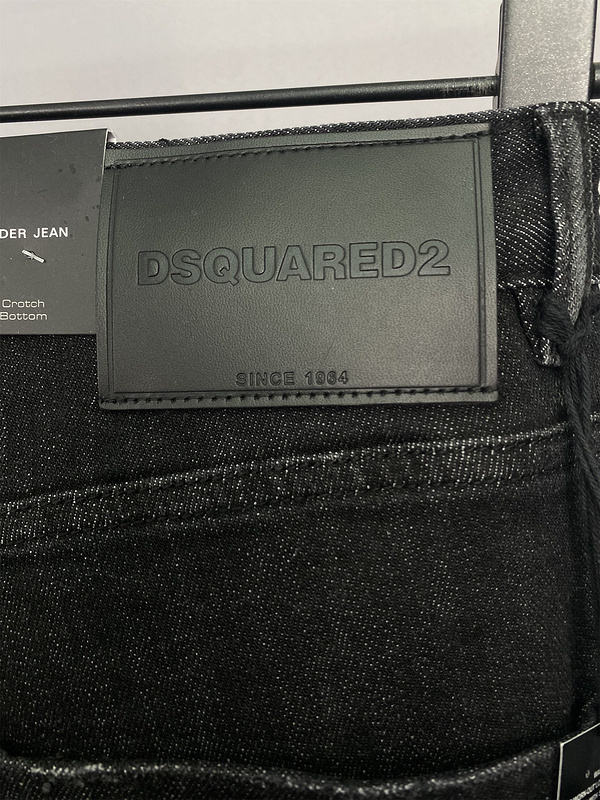 DER JEAN
Crotch
Bottom
DSQUARED2
SINCE 1964